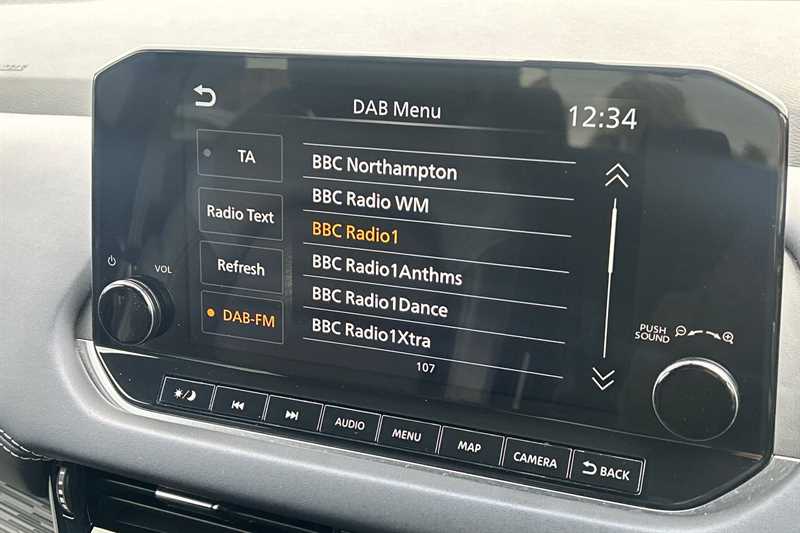 DAB Menu
12:34
TA
Radio Text
Refresh
DAB-FM
BBC Northampton
BBC Radio WM
BBC Radio1
BBC Radio1Anthms
BBC Radio1Dance
BBC Radio1Xtra
107
VOL
PUSH
SOUND
AUDIO
MENU
MAP
CAMERA
BACK